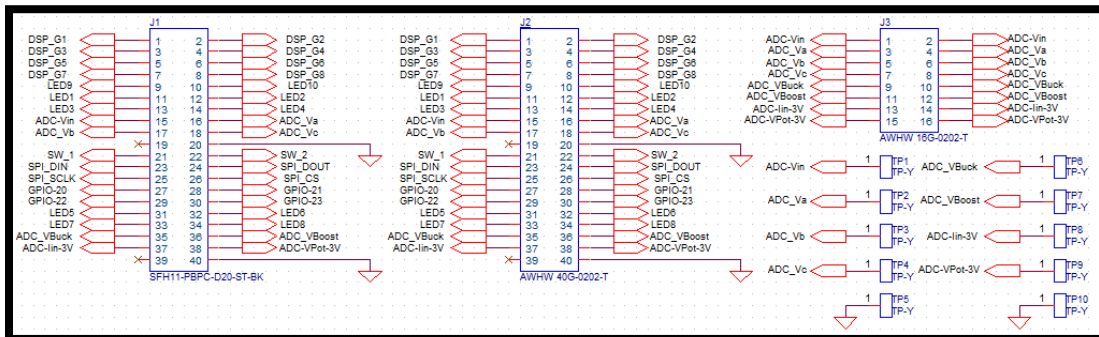 J1 J2 J3
DSP_G1 1 2 DSP_G2 DSP_G1 1 2 DSP_G2 ADC-Vin 1 2 ADC-Vin
DSP_G3 3 4 DSP_G4 DSP_G3 3 4 DSP_G4 ADC_Va 3 4 ADC_Va
DSP_G5 5 6 DSP_G6 DSP_G5 5 6 DSP_G6 ADC_Vb 5 6 ADC_Vb
DSP_G7 7 8 DSP_G8 DSP_G7 7 8 DSP_G8 ADC_Vc 7 8 ADC_Vc
LED9 9 10 LED10 LED9 9 10 LED10 ADC_VBuck 9 10 ADC_VBuck
LED1 11 12 LED2 LED1 11 12 LED2 ADC_VBoost 11 12 ADC_VBoost
LED3 13 14 LED4 LED3 13 14 LED4 ADC-Iin-3V 13 14 ADC-Iin-3V
ADC-Vin 15 16 ADC_Va ADC-Vin 15 16 ADC_Va ADC-VPot-3V 15 16 ADC-VPot-3V
ADC_Vb 17 18 ADC_Vc ADC_Vb 17 18 ADC_Vc AWHW 16G-0202-T
19 20 19 20
SW_1 21 22 SW_2 SW_1 21 22 SW_2
SPI_DIN 23 24 SPI_DOUT SPI_DIN 23 24 SPI_DOUT ADC-Vin 1 TP1 TP-Y ADC_VBuck 1 TP6 TP-Y
SPI_SCLK 25 26 SPI_CS SPI_SCLK 25 26 SPI_CS
GPIO-20 27 28 GPIO-21 GPIO-20 27 28 GPIO-21 ADC_Va 1 TP2 TP-Y ADC_VBoost 1 TP7 TP-Y
GPIO-22 29 30 GPIO-23 GPIO-22 29 30 GPIO-23
LED5 31 32 LED6 LED5 31 32 LED6
LED7 33 34 LED8 LED7 33 34 LED8 ADC_Vb 1 TP3 TP-Y ADC-Iin-3V 1 TP8 TP-Y
ADC_VBuck 35 36 ADC_VBoost ADC_VBuck 35 36 ADC_VBoost
ADC-Iin-3V 37 38 ADC-VPot-3V ADC-Iin-3V 37 38 ADC-VPot-3V
39 40 39 40 ADC_Vc 1 TP4 TP-Y ADC-VPot-3V 1 TP9 TP-Y
SFH11-PBPC-D20-ST-BK AWHW 40G-0202-T
1 TP5 TP-Y 1 TP10 TP-Y